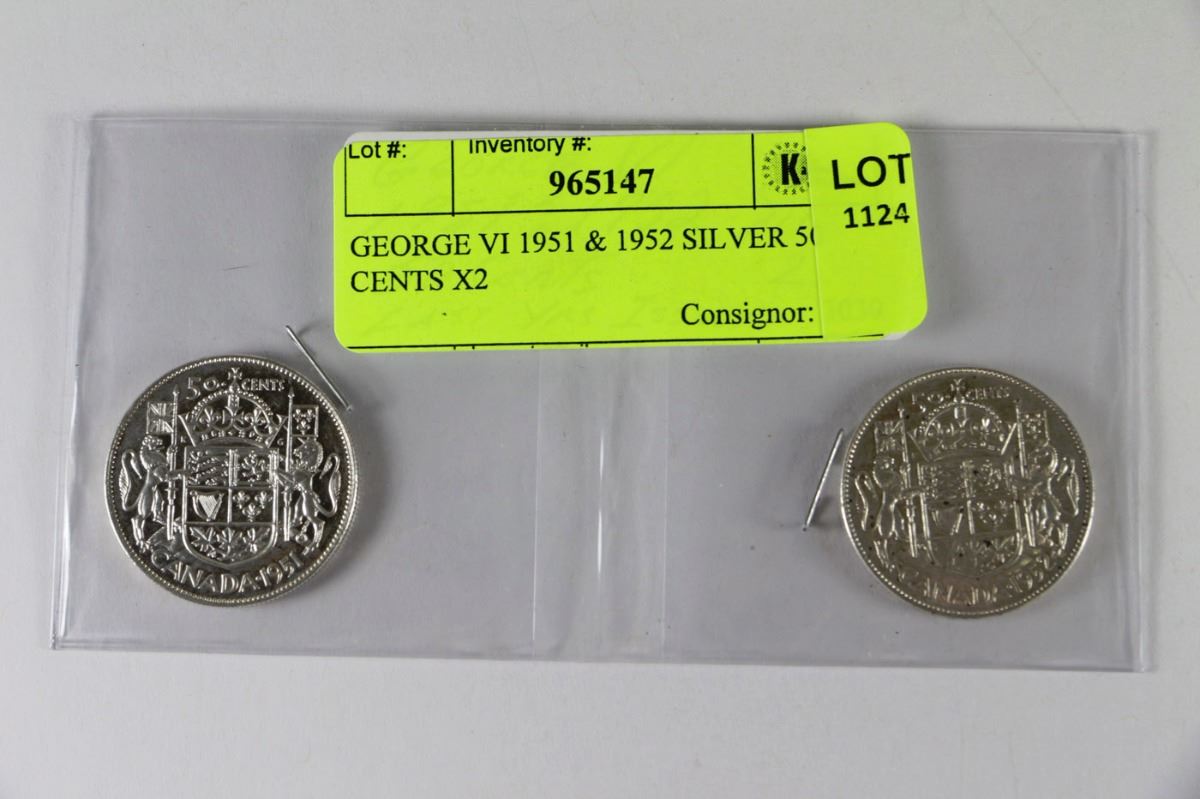 Lot #:
Inventory #:
965147
K
LOT
1124
GEORGE VI 1951 & 1952 SILVER 50
CENTS X2
Consignor:
50 CENTS
CANADA·1951
50 CENTS
CANADA 1952